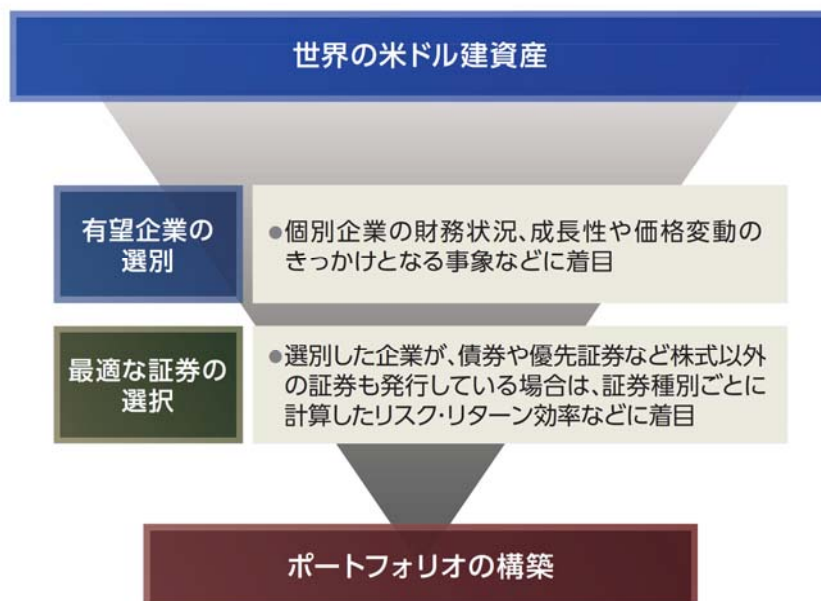 世界の米ドル建資産
有望企業の
選別
●個別企業の財務状況、成長性や価格変動の
きっかけとなる事象などに着目
最適な証券の
選択
●選別した企業が、債券や優先証券など株式以外
の証券も発行している場合は、証券種別ごとに
計算したリスク・リターン効率などに着目
ポートフォリオの構築